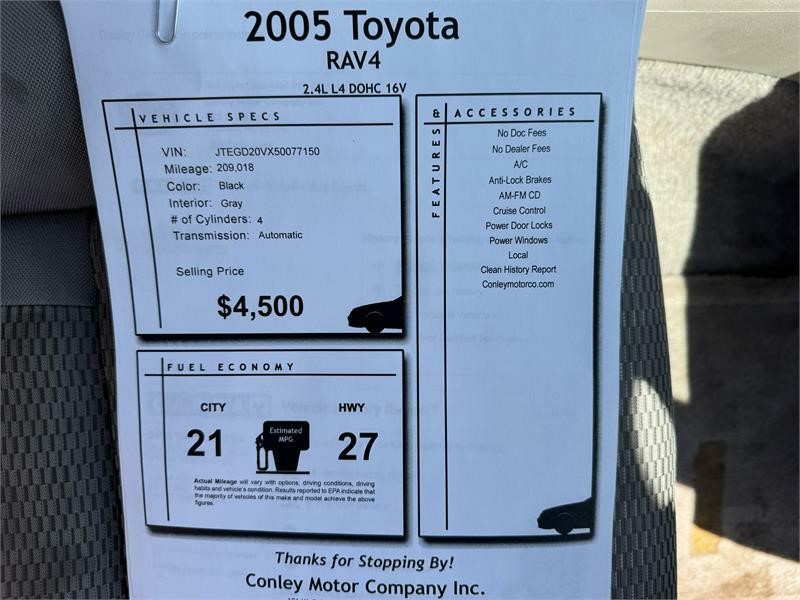 2005 Toyota
RAV4
2.4L L4 DOHC 16V
VEHICLE SPECS
VIN: JTEGD20VX50077150
Mileage: 209,018
Color: Black
Interior: Gray
# of Cylinders: 4
Transmission: Automatic
Selling Price
$4,500
FUEL ECONOMY
CITY
HWY
21
Estimated
MPG
27
Actual Mileage will vary with options, driving conditions, driving
habits and vehicle's condition. Results reported to EPA indicate that
the majority of vehicles of this make and model achieve the above
figures.
FEATURES & ACCESSORIES
No Doc Fees
No Dealer Fees
A/C
Anti-Lock Brakes
AM-FM CD
Cruise Control
Power Door Locks
Power Windows
Local
Clean History Report
Conleymotorco.com
Thanks for Stopping By!
Conley Motor Company Inc.